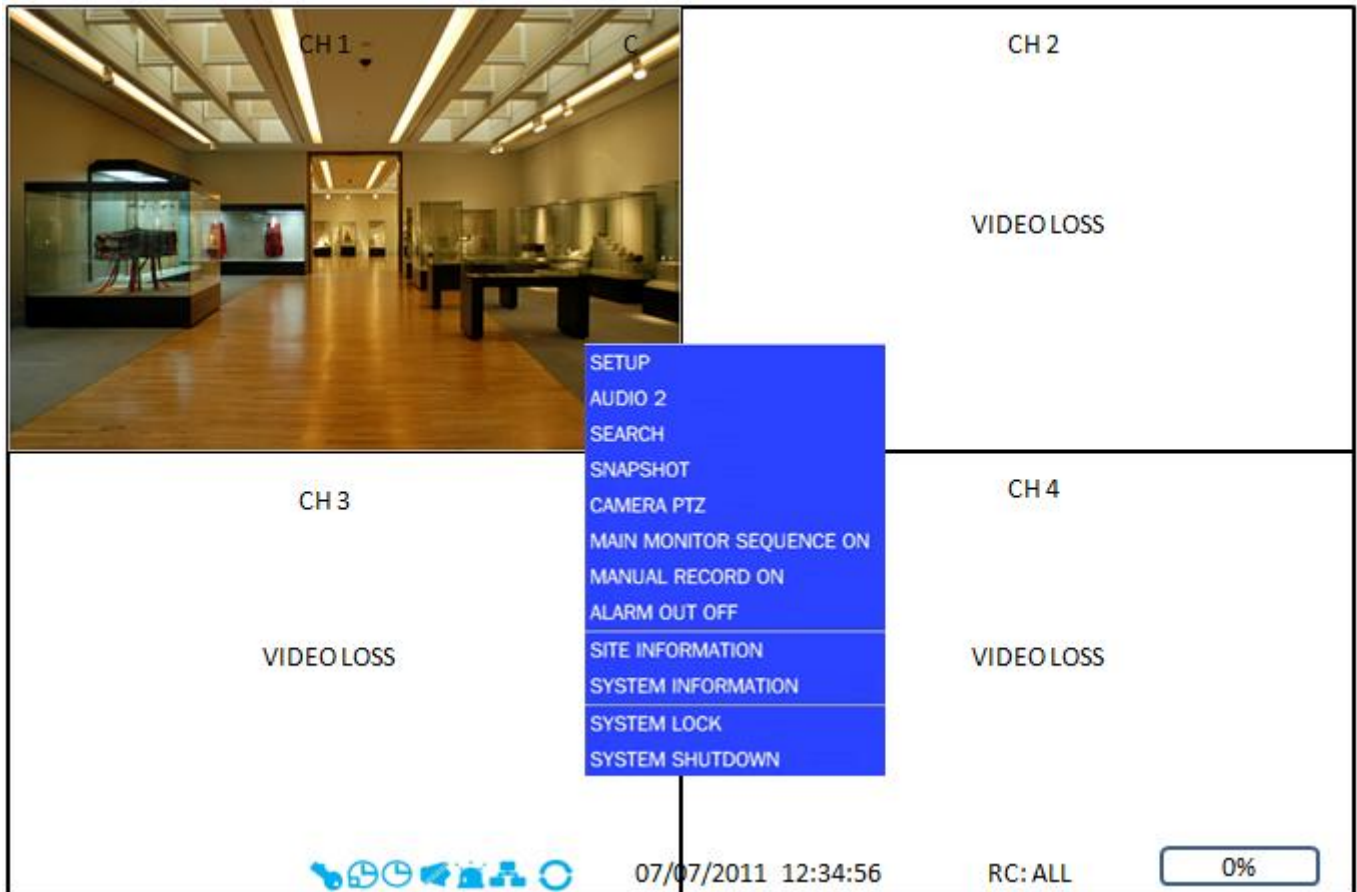 CH 1
C
CH 2
VIDEO LOSS
SETUP
AUDIO 2
SEARCH
SNAPSHOT
CAMERA PTZ
MAIN MONITOR SEQUENCE ON
MANUAL RECORD ON
ALARM OUT OFF
SITE INFORMATION
SYSTEM INFORMATION
SYSTEM LOCK
SYSTEM SHUTDOWN
CH 3
VIDEO LOSS
CH 4
VIDEO LOSS
07/07/2011 12:34:56
RC: ALL
0%